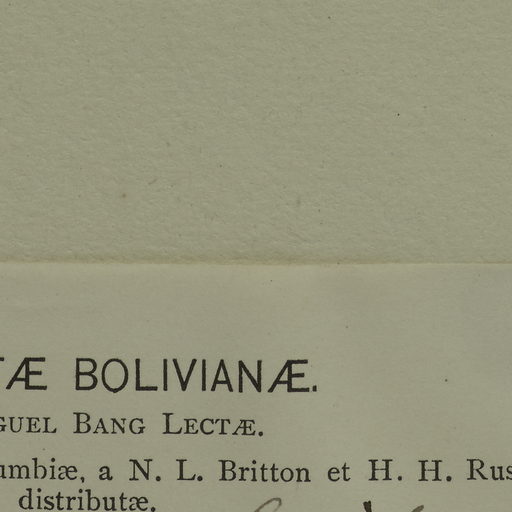 TÆ BOLIVIANÆ.
GUEL BANG LECTÆ.
umbiæ, a N. L. Britton et H. H. Rus
distributæ.